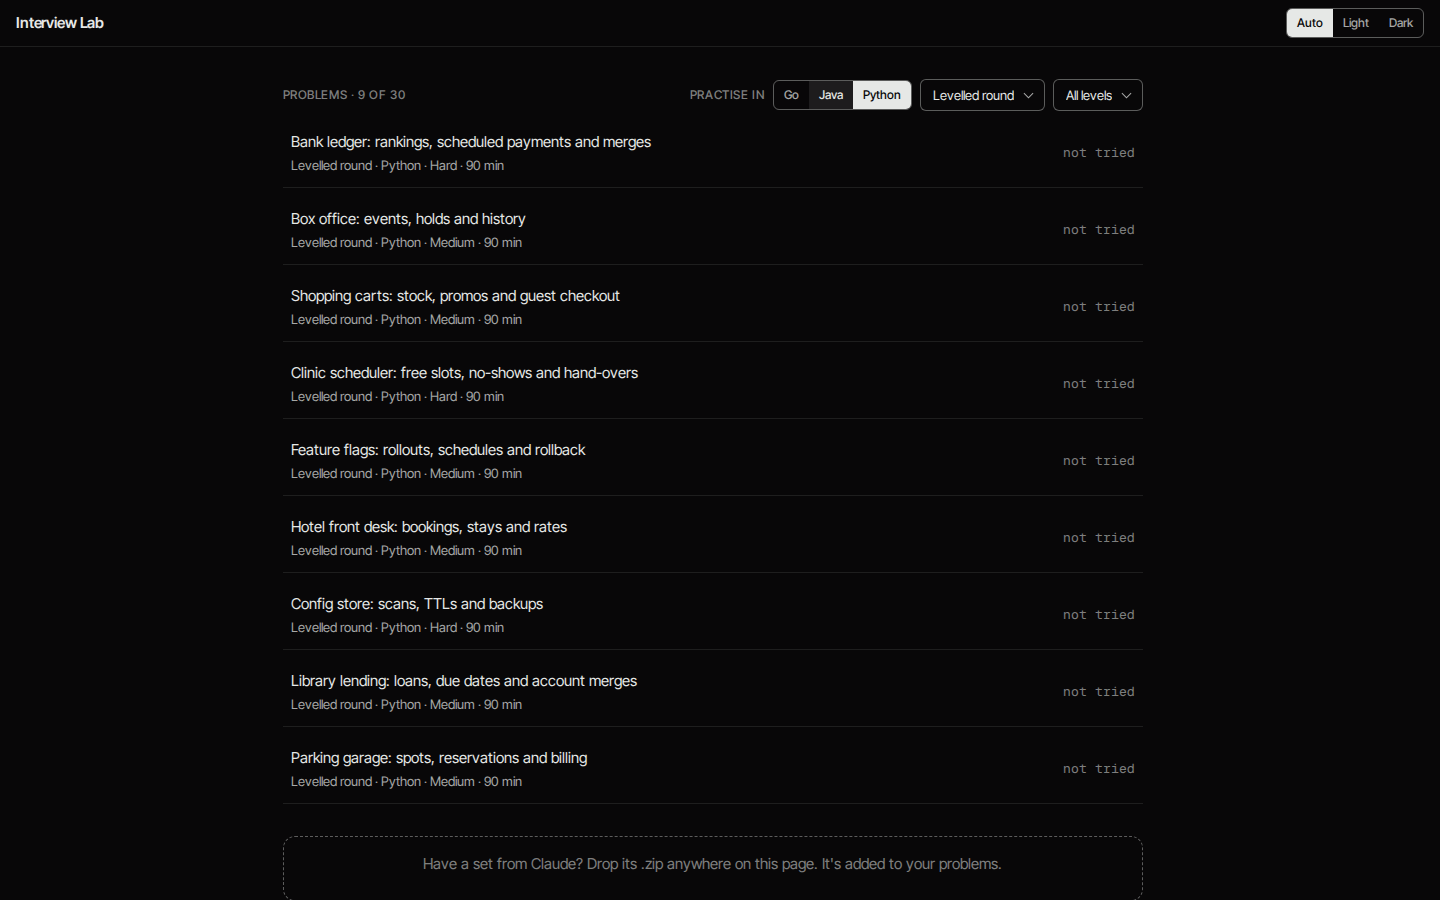 Interview Lab
Auto Light Dark
PROBLEMS · 9 OF 30
PRACTISE IN Go Java Python Levelled round All levels
Bank ledger: rankings, scheduled payments and merges
Levelled round · Python · Hard · 90 min
not tried
Box office: events, holds and history
Levelled round · Python · Medium · 90 min
not tried
Shopping carts: stock, promos and guest checkout
Levelled round · Python · Medium · 90 min
not tried
Clinic scheduler: free slots, no-shows and hand-overs
Levelled round · Python · Hard · 90 min
not tried
Feature flags: rollouts, schedules and rollback
Levelled round · Python · Medium · 90 min
not tried
Hotel front desk: bookings, stays and rates
Levelled round · Python · Medium · 90 min
not tried
Config store: scans, TTLs and backups
Levelled round · Python · Hard · 90 min
not tried
Library lending: loans, due dates and account merges
Levelled round · Python · Medium · 90 min
not tried
Parking garage: spots, reservations and billing
Levelled round · Python · Medium · 90 min
not tried
Have a set from Claude? Drop its .zip anywhere on this page. It's added to your problems.